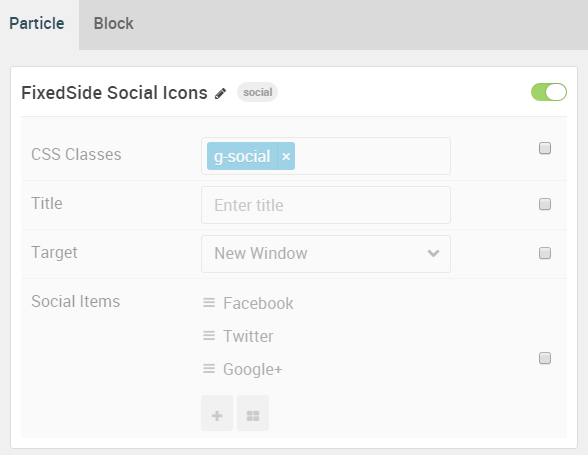 Particle Block
FixedSide Social Icons social
CSS Classes g-social ×
Title Enter title
Target New Window
Social Items Facebook
Twitter
Google+